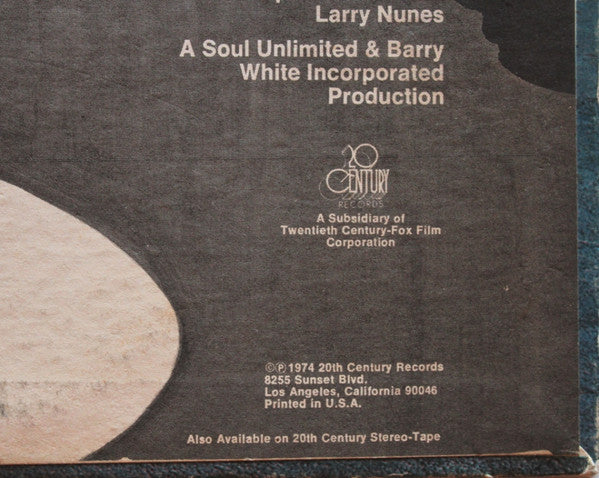 Larry Nunes
A Soul Unlimited & Barry
White Incorporated
Production
20
CENTURY
RECORDS
A Subsidiary of
Twentieth Century-Fox Film
Corporation
©℗ 1974 20th Century Records
8255 Sunset Blvd.
Los Angeles, California 90046
Printed in U.S.A.
Also Available on 20th Century Stereo-Tape